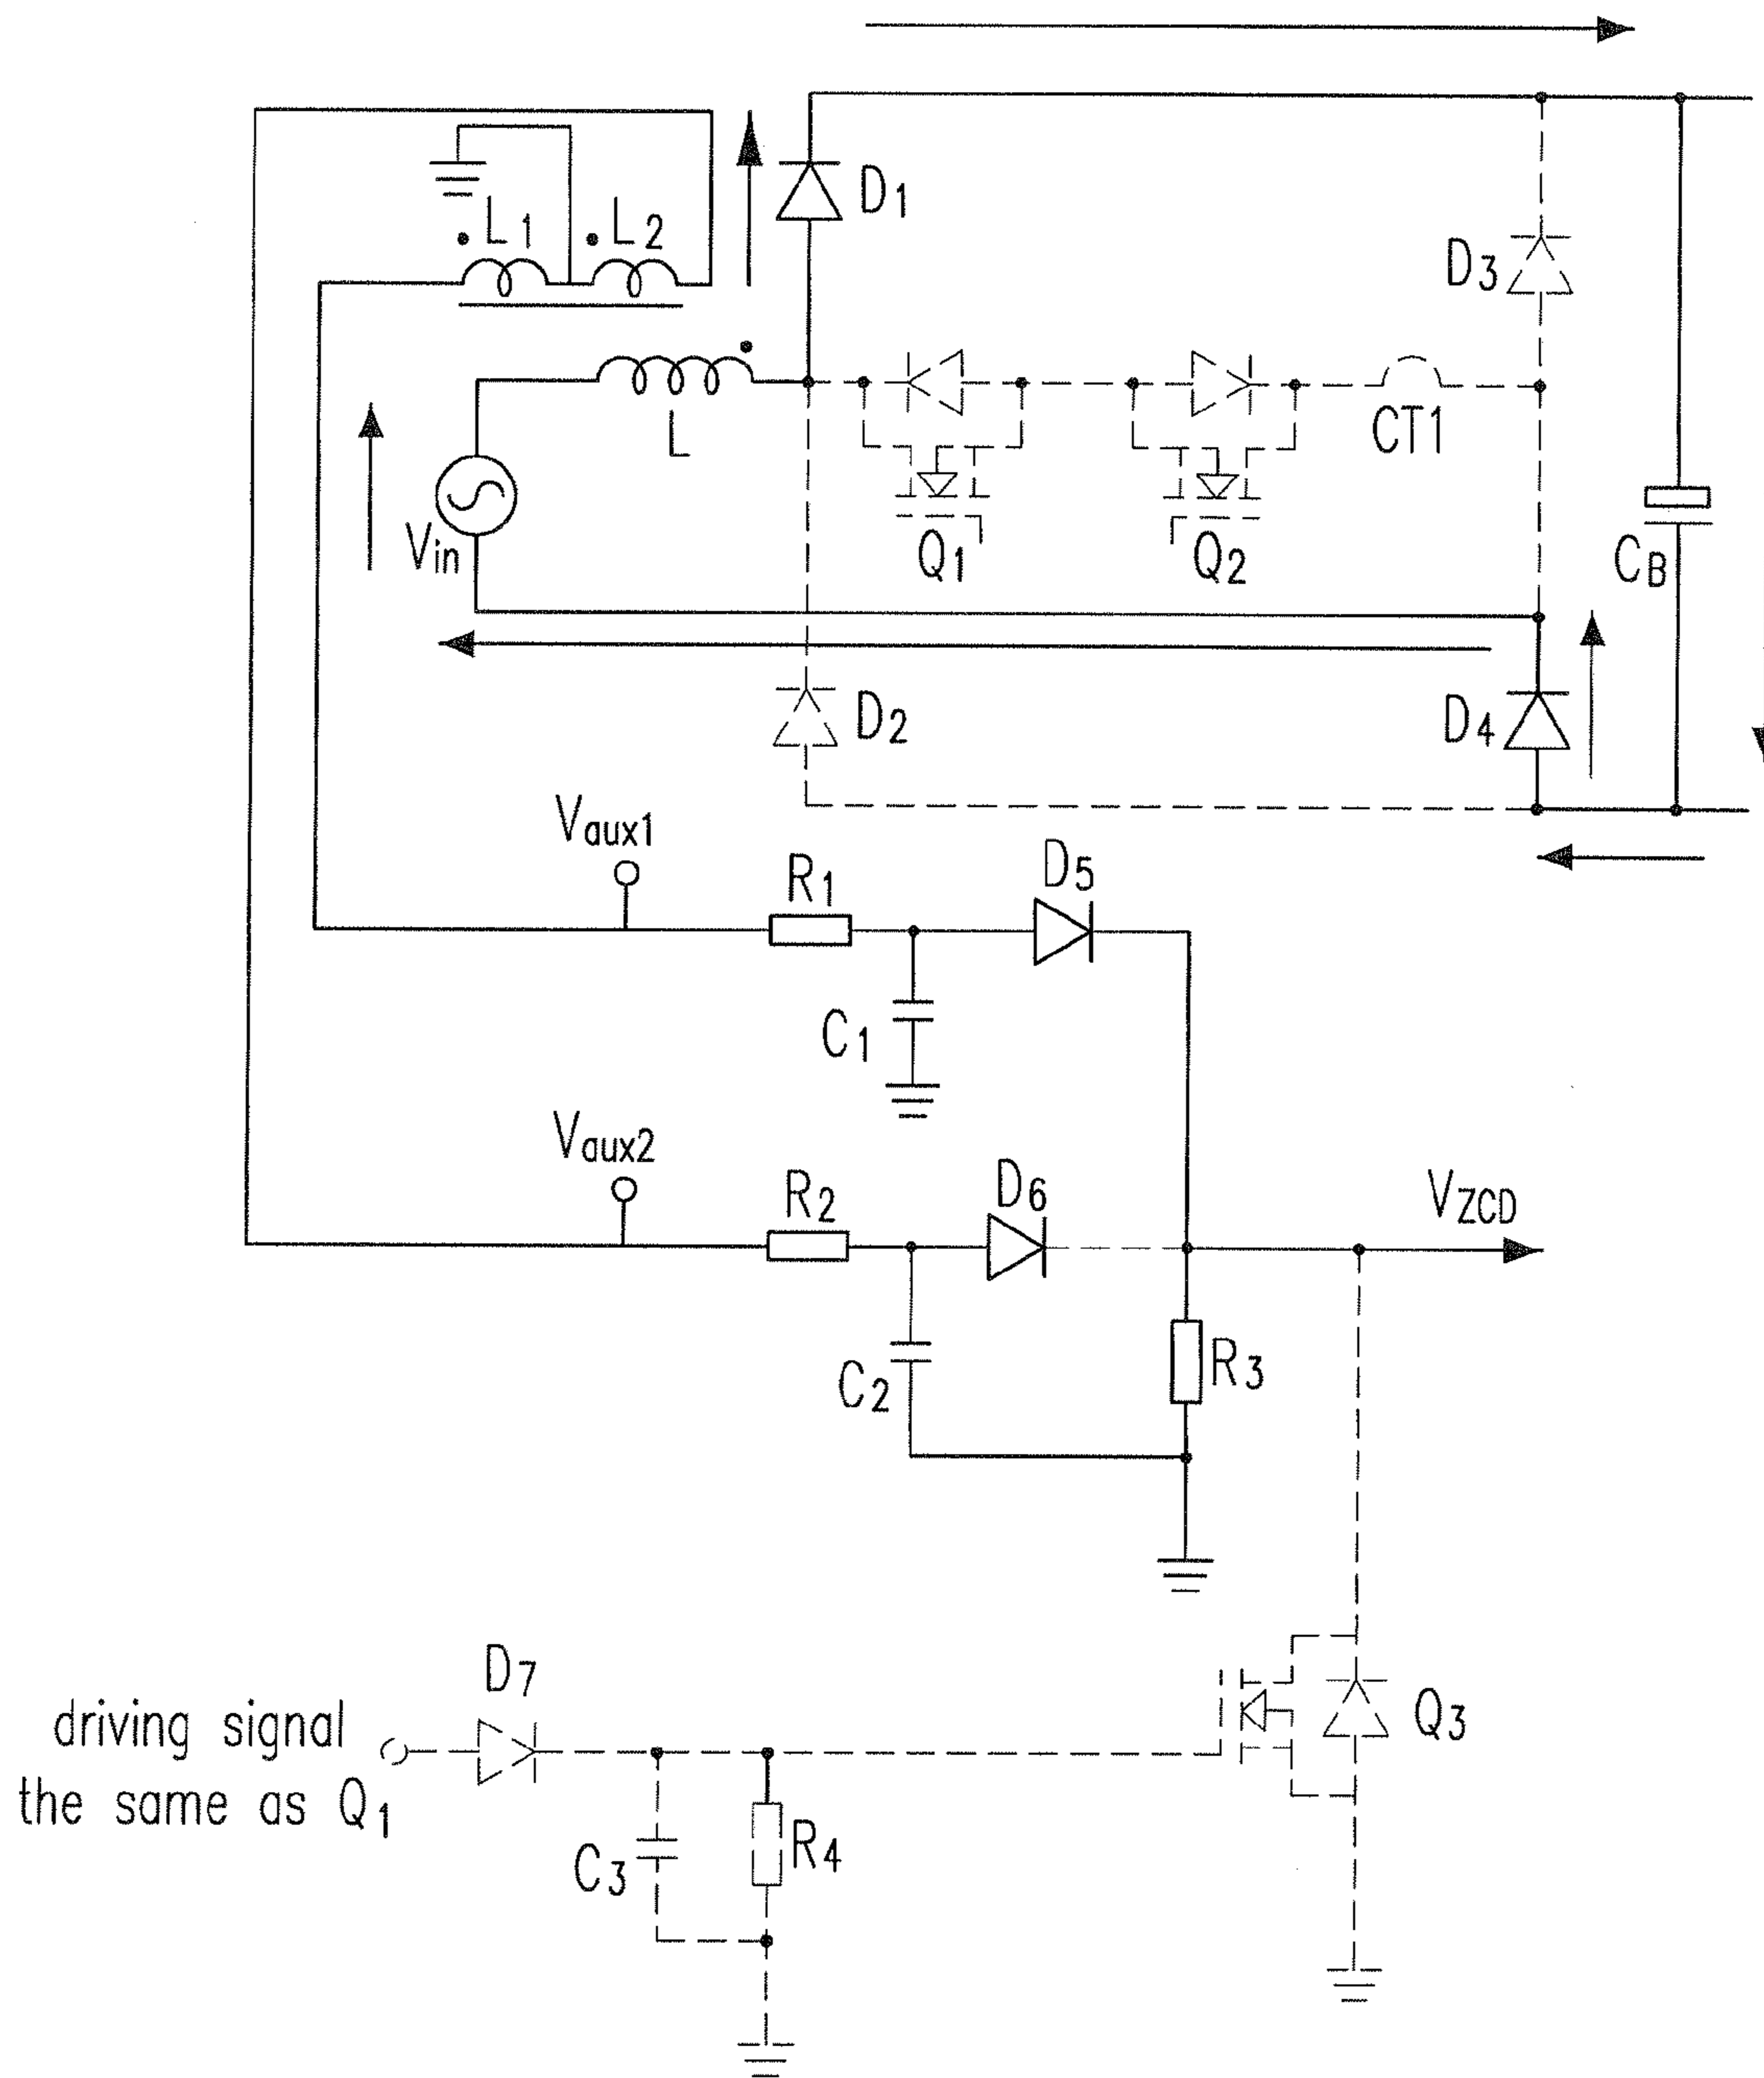 D1
L1 L2
D3
L
CT1
Vin
Q1
Q2
CB
D2
D4
Vaux1
R1
D5
C1
Vaux2
R2
D6
VZCD
C2
R3
D7
driving signal
the same as Q1
Q3
C3
R4